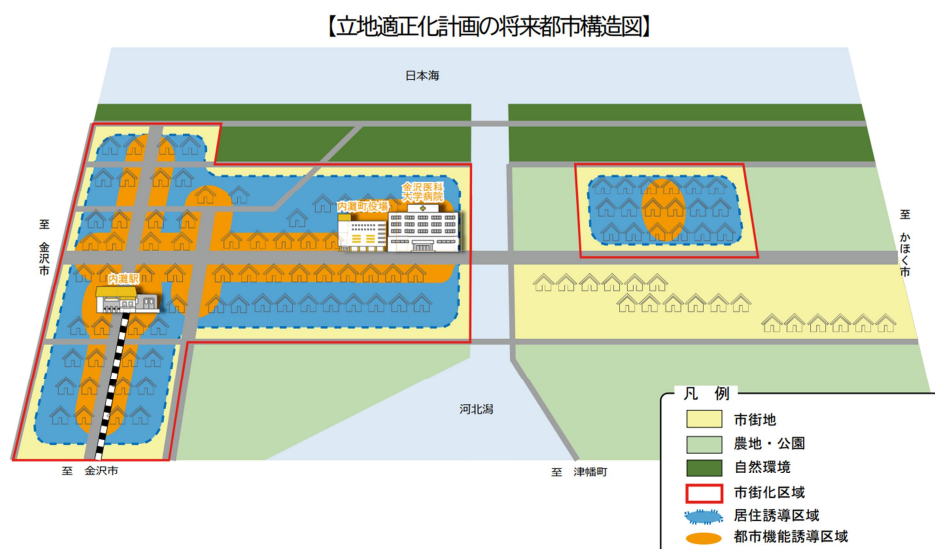 【立地適正化計画の将来都市構造図】
日本海
金沢医科
大学病院
内灘町役場
至 金沢市
至 かほく市
内灘駅
河北潟
至 金沢市
至 津幡町
凡 例
市街地
農地・公園
自然環境
市街化区域
居住誘導区域
都市機能誘導区域